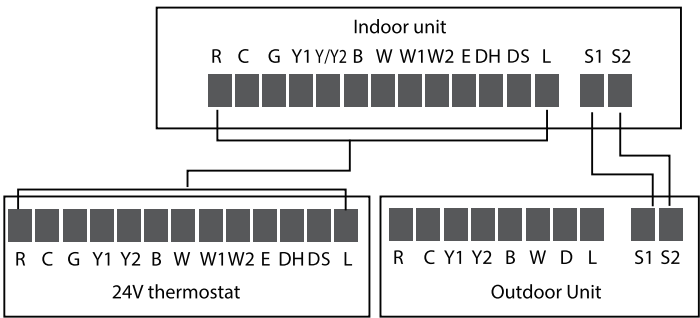 Indoor unit
R C G Y1 Y/Y2 B W W1 W2 E DH DS L S1 S2
R C G Y1 Y2 B W W1 W2 E DH DS L
24V thermostat
R C Y1 Y2 B W D L S1 S2
Outdoor Unit